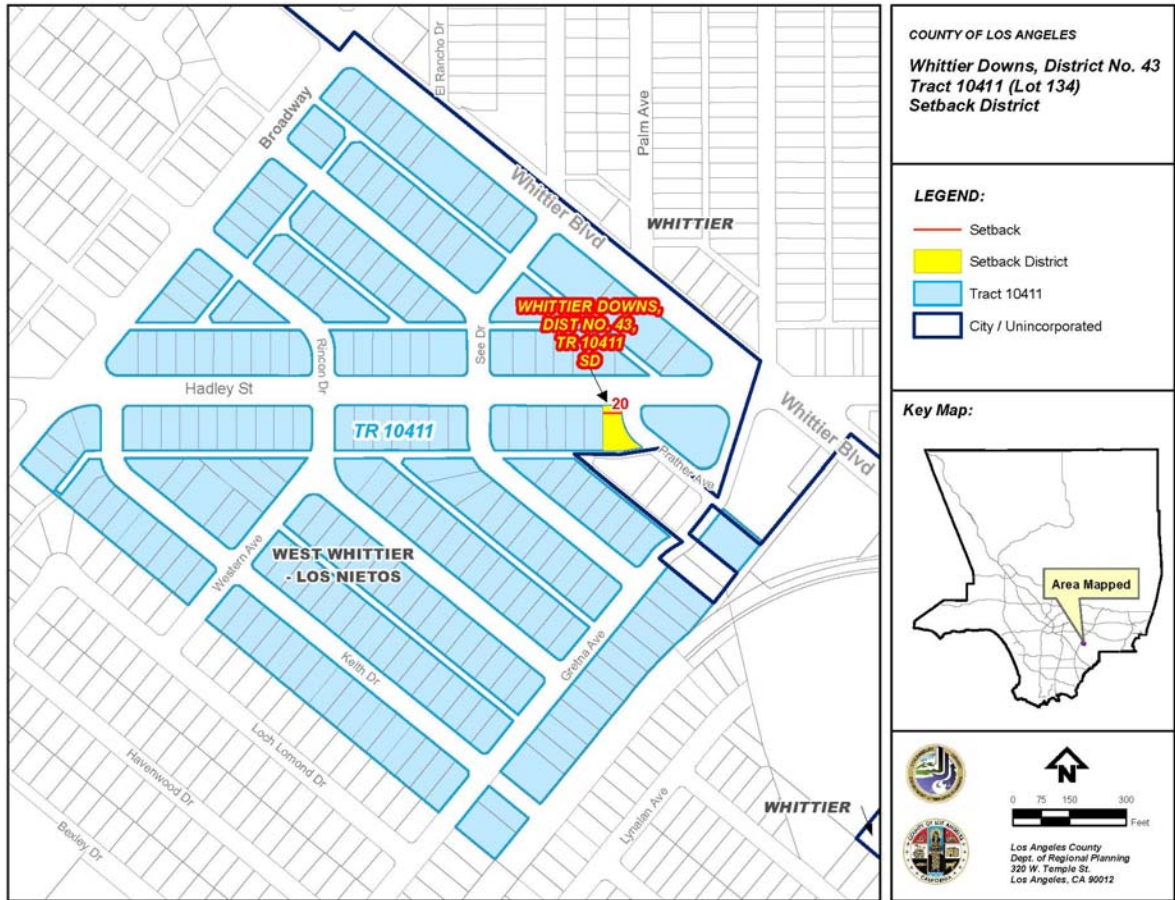 El Rancho Dr
Broadway
Palm Ave
Whittier Blvd
WHITTIER
WHITTIER DOWNS,
DIST NO. 43,
TR 10411
SD
See Dr
Rincon Dr
Hadley St
20
Whittier Blvd
TR 10411
Prather Ave
WEST WHITTIER
- LOS NIETOS
Western Ave
Gretna Ave
Keith Dr
Loch Lomond Dr
Havenwood Dr
Bexley Dr
Lynalan Ave
WHITTIER
COUNTY OF LOS ANGELES
Whittier Downs, District No. 43
Tract 10411 (Lot 134)
Setback District
LEGEND:
Setback
Setback District
Tract 10411
City / Unincorporated
Key Map:
Area Mapped
N
0 75 150 300
Feet
Los Angeles County
Dept. of Regional Planning
320 W. Temple St.
Los Angeles, CA 90012